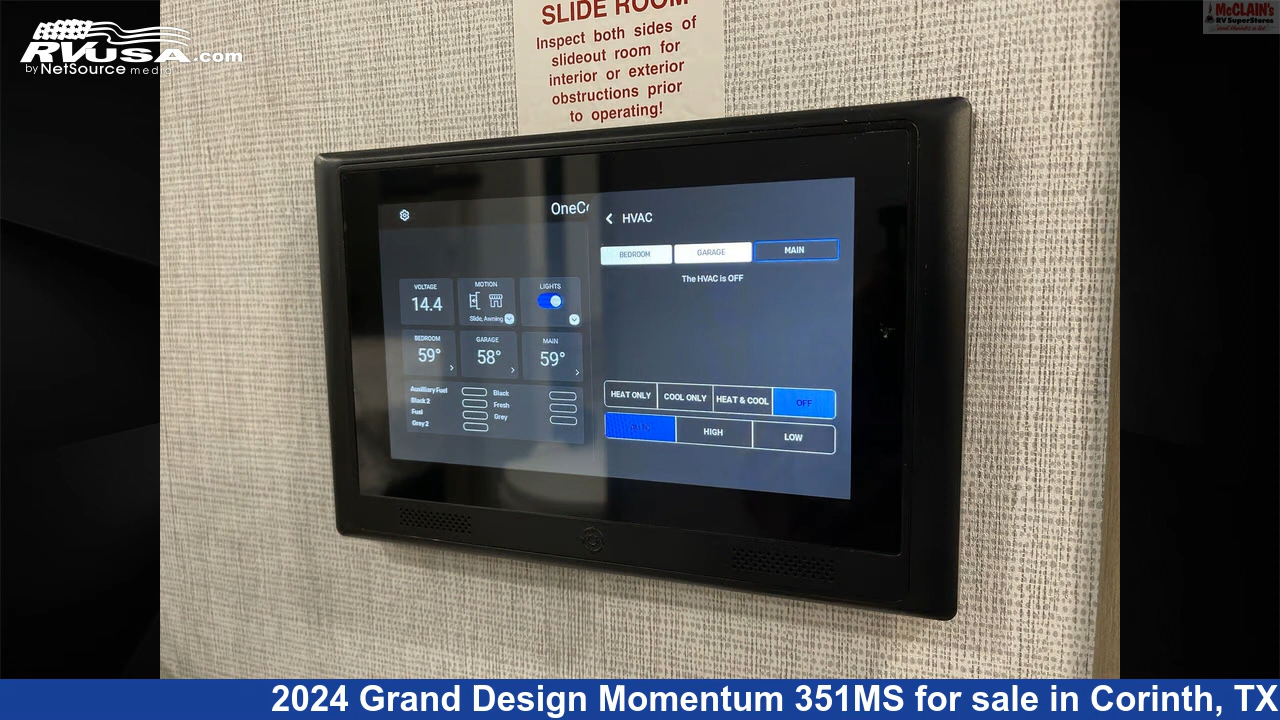 RVUSA.com
by NetSource media
McCLAIN's
RV SuperStores
SLIDE ROOM
Inspect both sides of
slideout room for
interior or exterior
obstructions prior
to operating!
OneCo
HVAC
BEDROOM GARAGE MAIN
The HVAC is OFF
VOLTAGE
14.4
MOTION
Slide, Awning
LIGHTS
BEDROOM
59°
GARAGE
58°
MAIN
59°
Auxiliary Fuel
Black 2
Fuel
Grey 2
Black
Fresh
Grey
HEAT ONLY COOL ONLY HEAT & COOL OFF
AUTO HIGH LOW
2024 Grand Design Momentum 351MS for sale in Corinth, TX